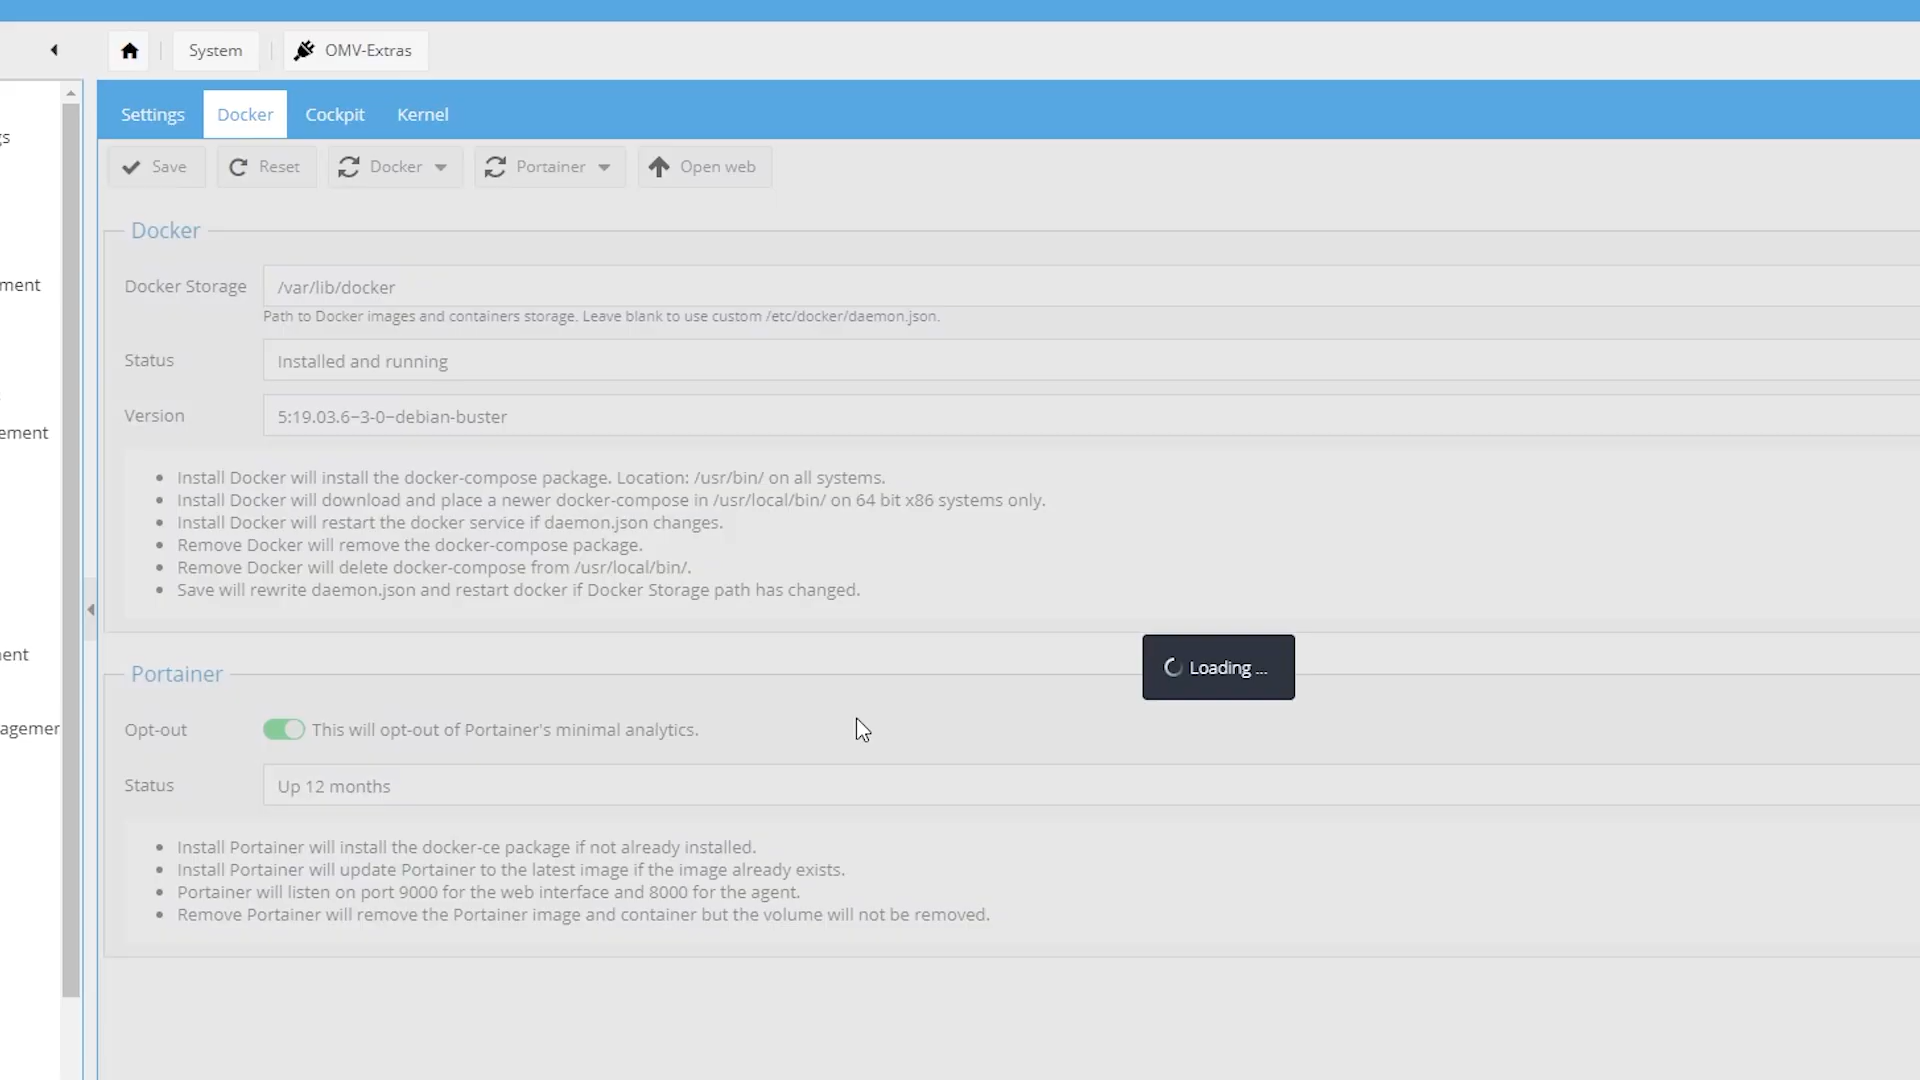 System
OMV-Extras
Settings
Docker
Cockpit
Kernel
Save
Reset
Docker
Portainer
Open web
Docker
Docker Storage
/var/lib/docker
Path to Docker images and containers storage. Leave blank to use custom /etc/docker/daemon.json.
Status
Installed and running
Version
5:19.03.6~3-0~debian-buster
• Install Docker will install the docker-compose package. Location: /usr/bin/ on all systems.
• Install Docker will download and place a newer docker-compose in /usr/local/bin/ on 64 bit x86 systems only.
• Install Docker will restart the docker service if daemon.json changes.
• Remove Docker will remove the docker-compose package.
• Remove Docker will delete docker-compose from /usr/local/bin/.
• Save will rewrite daemon.json and restart docker if Docker Storage path has changed.
Loading ...
Portainer
Opt-out
This will opt-out of Portainer's minimal analytics.
Status
Up 12 months
• Install Portainer will install the docker-ce package if not already installed.
• Install Portainer will update Portainer to the latest image if the image already exists.
• Portainer will listen on port 9000 for the web interface and 8000 for the agent.
• Remove Portainer will remove the Portainer image and container but the volume will not be removed.